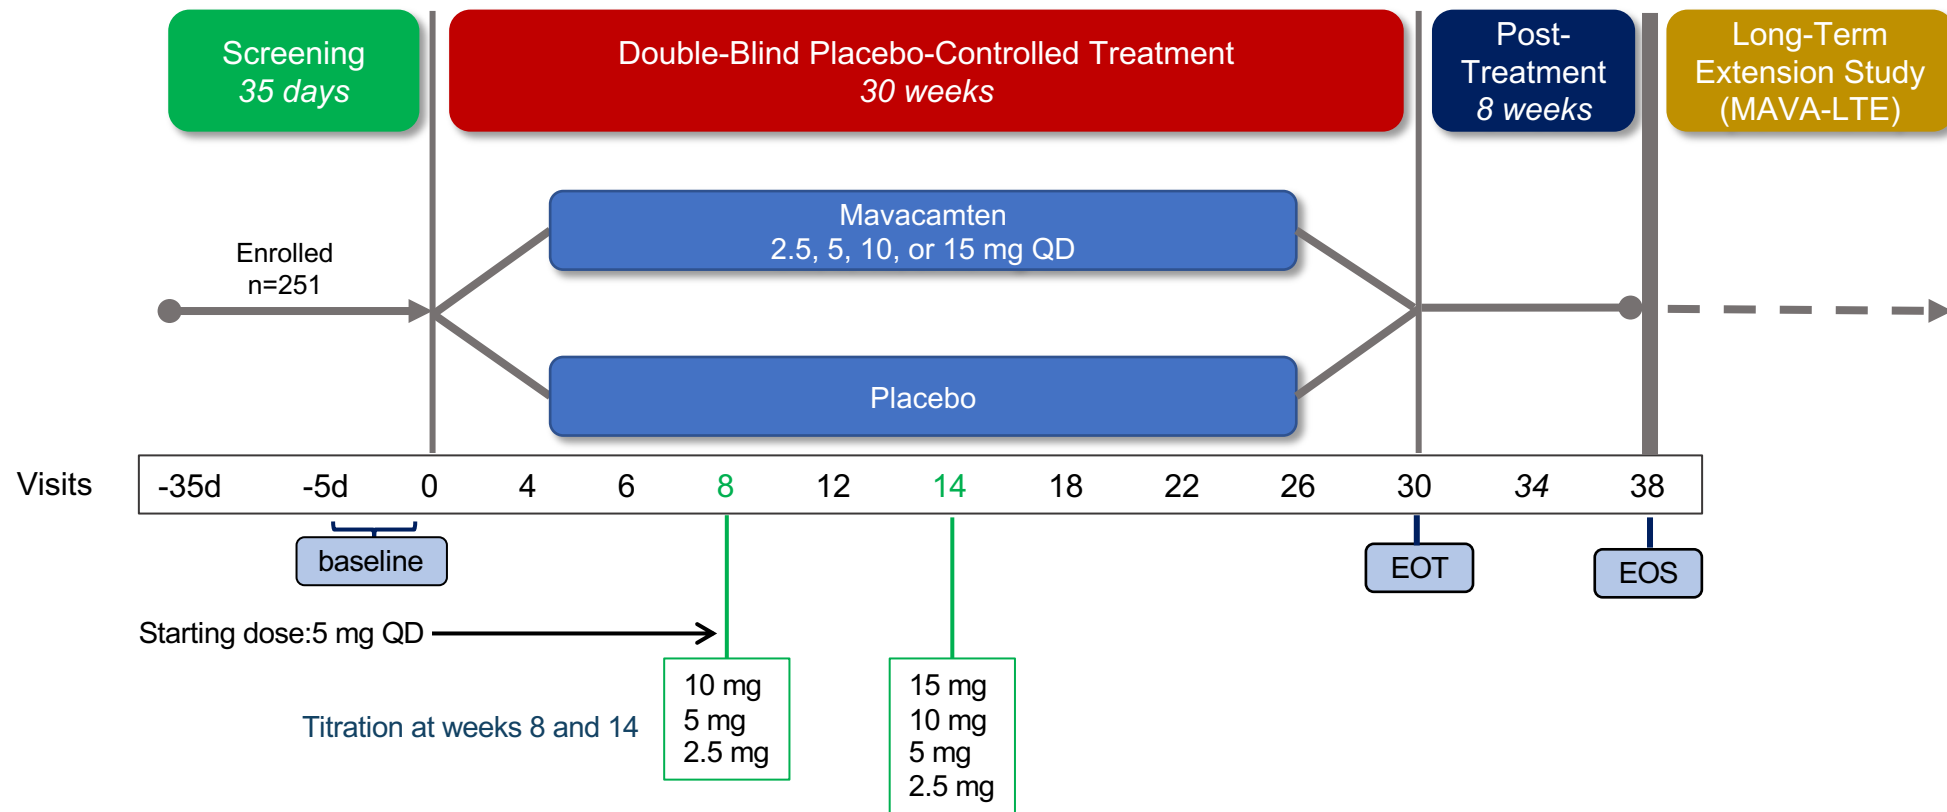 Screening
35 days
Double-Blind Placebo-Controlled Treatment
30 weeks
Post-
Treatment
8 weeks
Long-Term
Extension Study
(MAVA-LTE)
Enrolled
n=251
Mavacamten
2.5, 5, 10, or 15 mg QD
Placebo
Visits -35d -5d 0 4 6 8 12 14 18 22 26 30 34 38
baseline
EOT
EOS
Starting dose:5 mg QD
Titration at weeks 8 and 14
10 mg
5 mg
2.5 mg
15 mg
10 mg
5 mg
2.5 mg